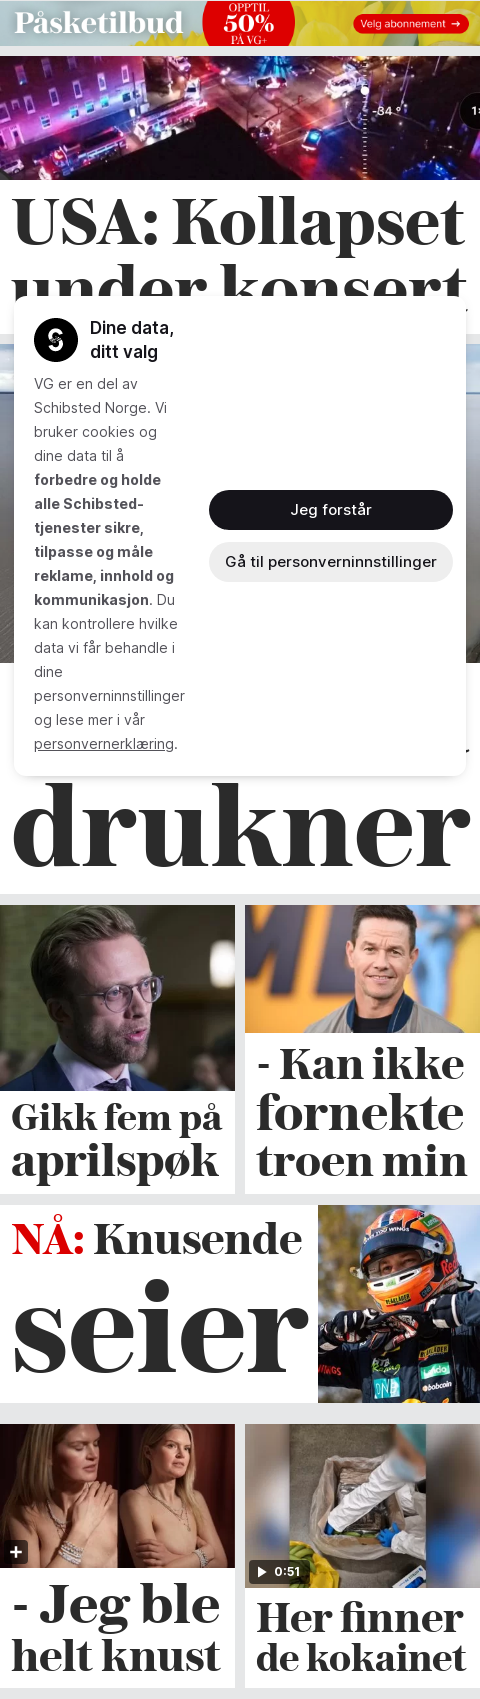 Påsketilbud
OPPTIL
50%
PÅ VG+
Velg abonnement →
-34 °
USA: Kollapset
under konsert
Dine data,
ditt valg
VG er en del av
Schibsted Norge. Vi
bruker cookies og
dine data til å
forbedre og holde
alle Schibsted-
tjenester sikre,
tilpasse og måle
reklame, innhold og
kommunikasjon. Du
kan kontrollere hvilke
data vi får behandle i
dine
personverninnstillinger
og lese mer i vår
personvernerklæring.
Jeg forstår
Gå til personverninnstillinger
drukner
Gikk fem på
aprilspøk
- Kan ikke
fornekte
troen min
NÅ: Knusende
seier
bobcoin
- Jeg ble
helt knust
0:51
Her finner
de kokainet